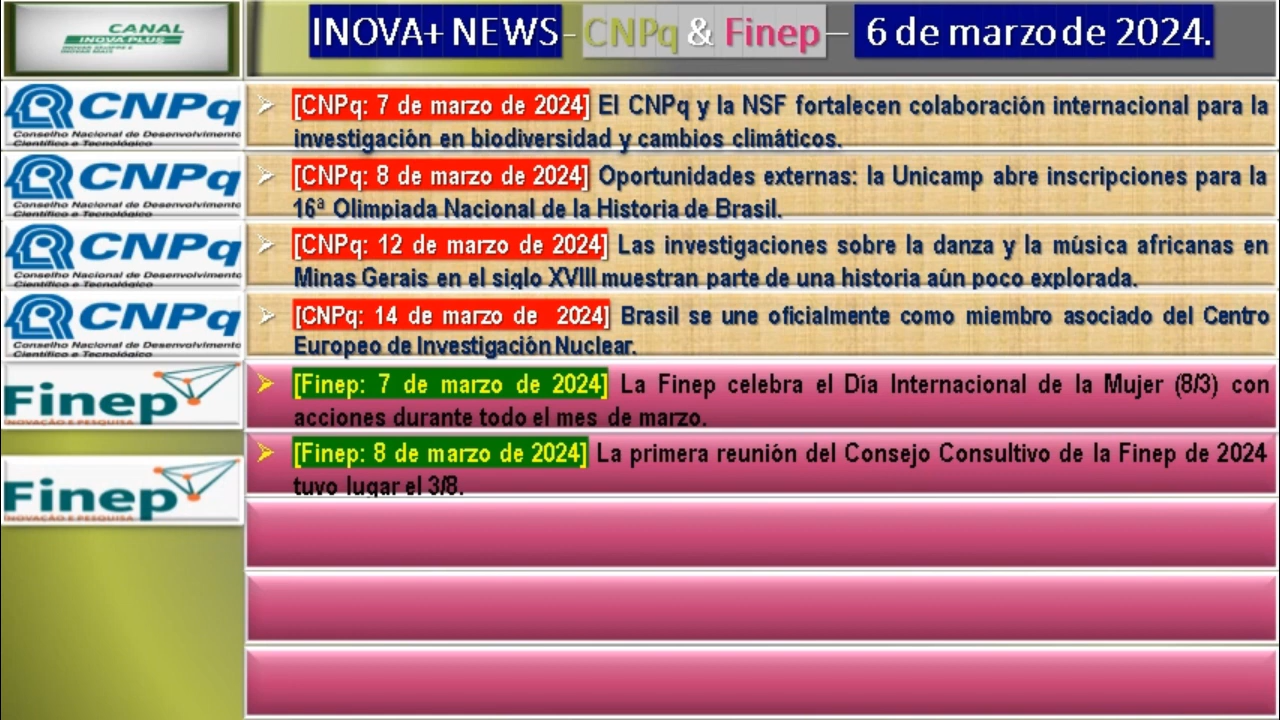 CANAL
INOVA PLUS
INOVA+ NEWS – CNPq & Finep – 6 de marzo de 2024.
CNPq
Conselho Nacional de Desenvolvimento
Científico e Tecnológico
[CNPq: 7 de marzo de 2024] El CNPq y la NSF fortalecen colaboración internacional para la
investigación en biodiversidad y cambios climáticos.
CNPq
Conselho Nacional de Desenvolvimento
Científico e Tecnológico
[CNPq: 8 de marzo de 2024] Oportunidades externas: la Unicamp abre inscripciones para la
16ª Olimpiada Nacional de la Historia de Brasil.
CNPq
Conselho Nacional de Desenvolvimento
Científico e Tecnológico
[CNPq: 12 de marzo de 2024] Las investigaciones sobre la danza y la música africanas en
Minas Gerais en el siglo XVIII muestran parte de una historia aún poco explorada.
CNPq
Conselho Nacional de Desenvolvimento
Científico e Tecnológico
[CNPq: 14 de marzo de 2024] Brasil se une oficialmente como miembro asociado del Centro
Europeo de Investigación Nuclear.
Finep
INOVAÇÃO E PESQUISA
[Finep: 7 de marzo de 2024] La Finep celebra el Día Internacional de la Mujer (8/3) con
acciones durante todo el mes de marzo.
Finep
INOVAÇÃO E PESQUISA
[Finep: 8 de marzo de 2024] La primera reunión del Consejo Consultivo de la Finep de 2024
tuvo lugar el 3/8.